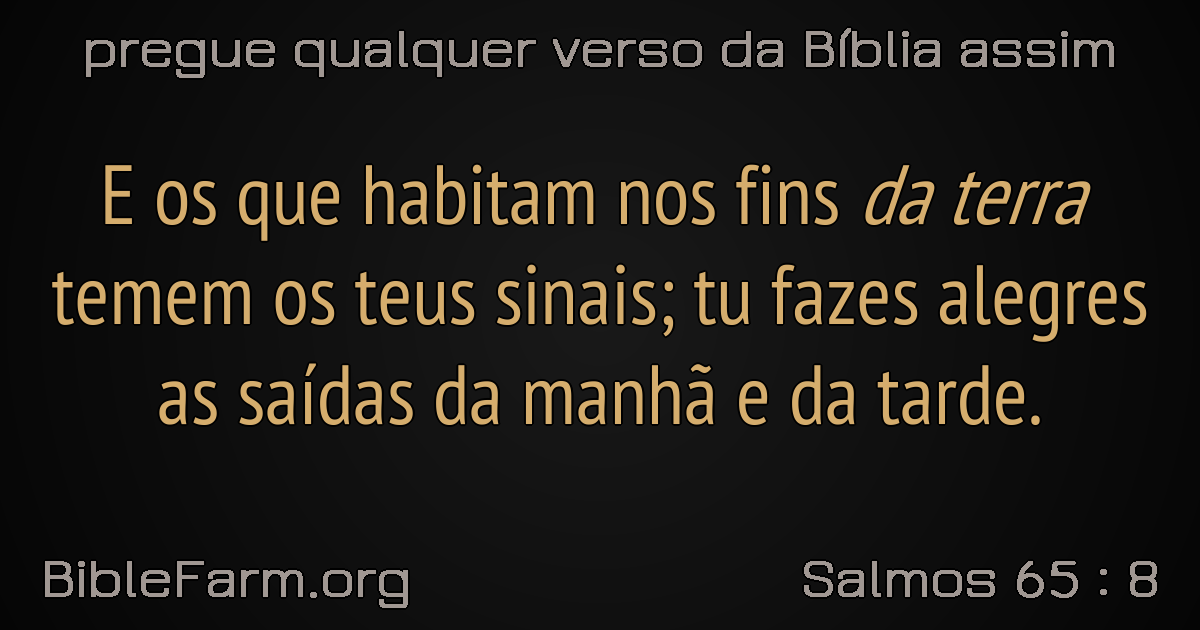 pregue qualquer verso da Bíblia assim
E os que habitam nos fins da terra
temem os teus sinais; tu fazes alegres
as saídas da manhã e da tarde.
BibleFarm.org
Salmos 65 : 8